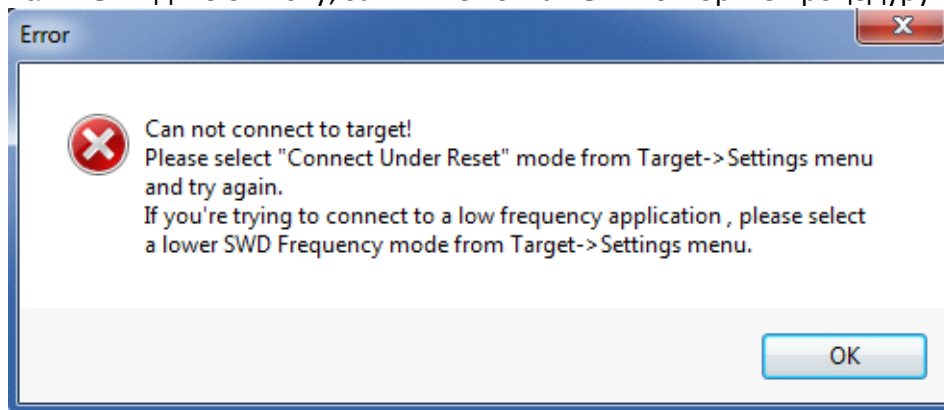 процедуру
Error
Can not connect to target!
Please select "Connect Under Reset" mode from Target->Settings menu
and try again.
If you're trying to connect to a low frequency application , please select
a lower SWD Frequency mode from Target->Settings menu.
OK